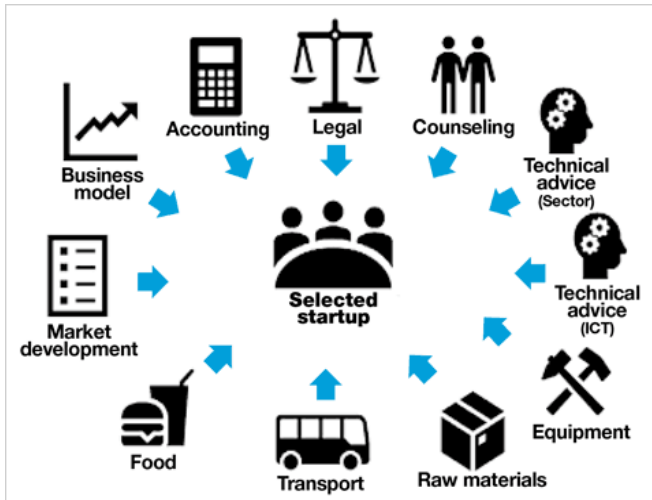 Accounting
Legal
Counseling
Business
model
Technical
advice
(Sector)
Market
development
Selected
startup
Technical
advice
(ICT)
Food
Transport
Raw materials
Equipment